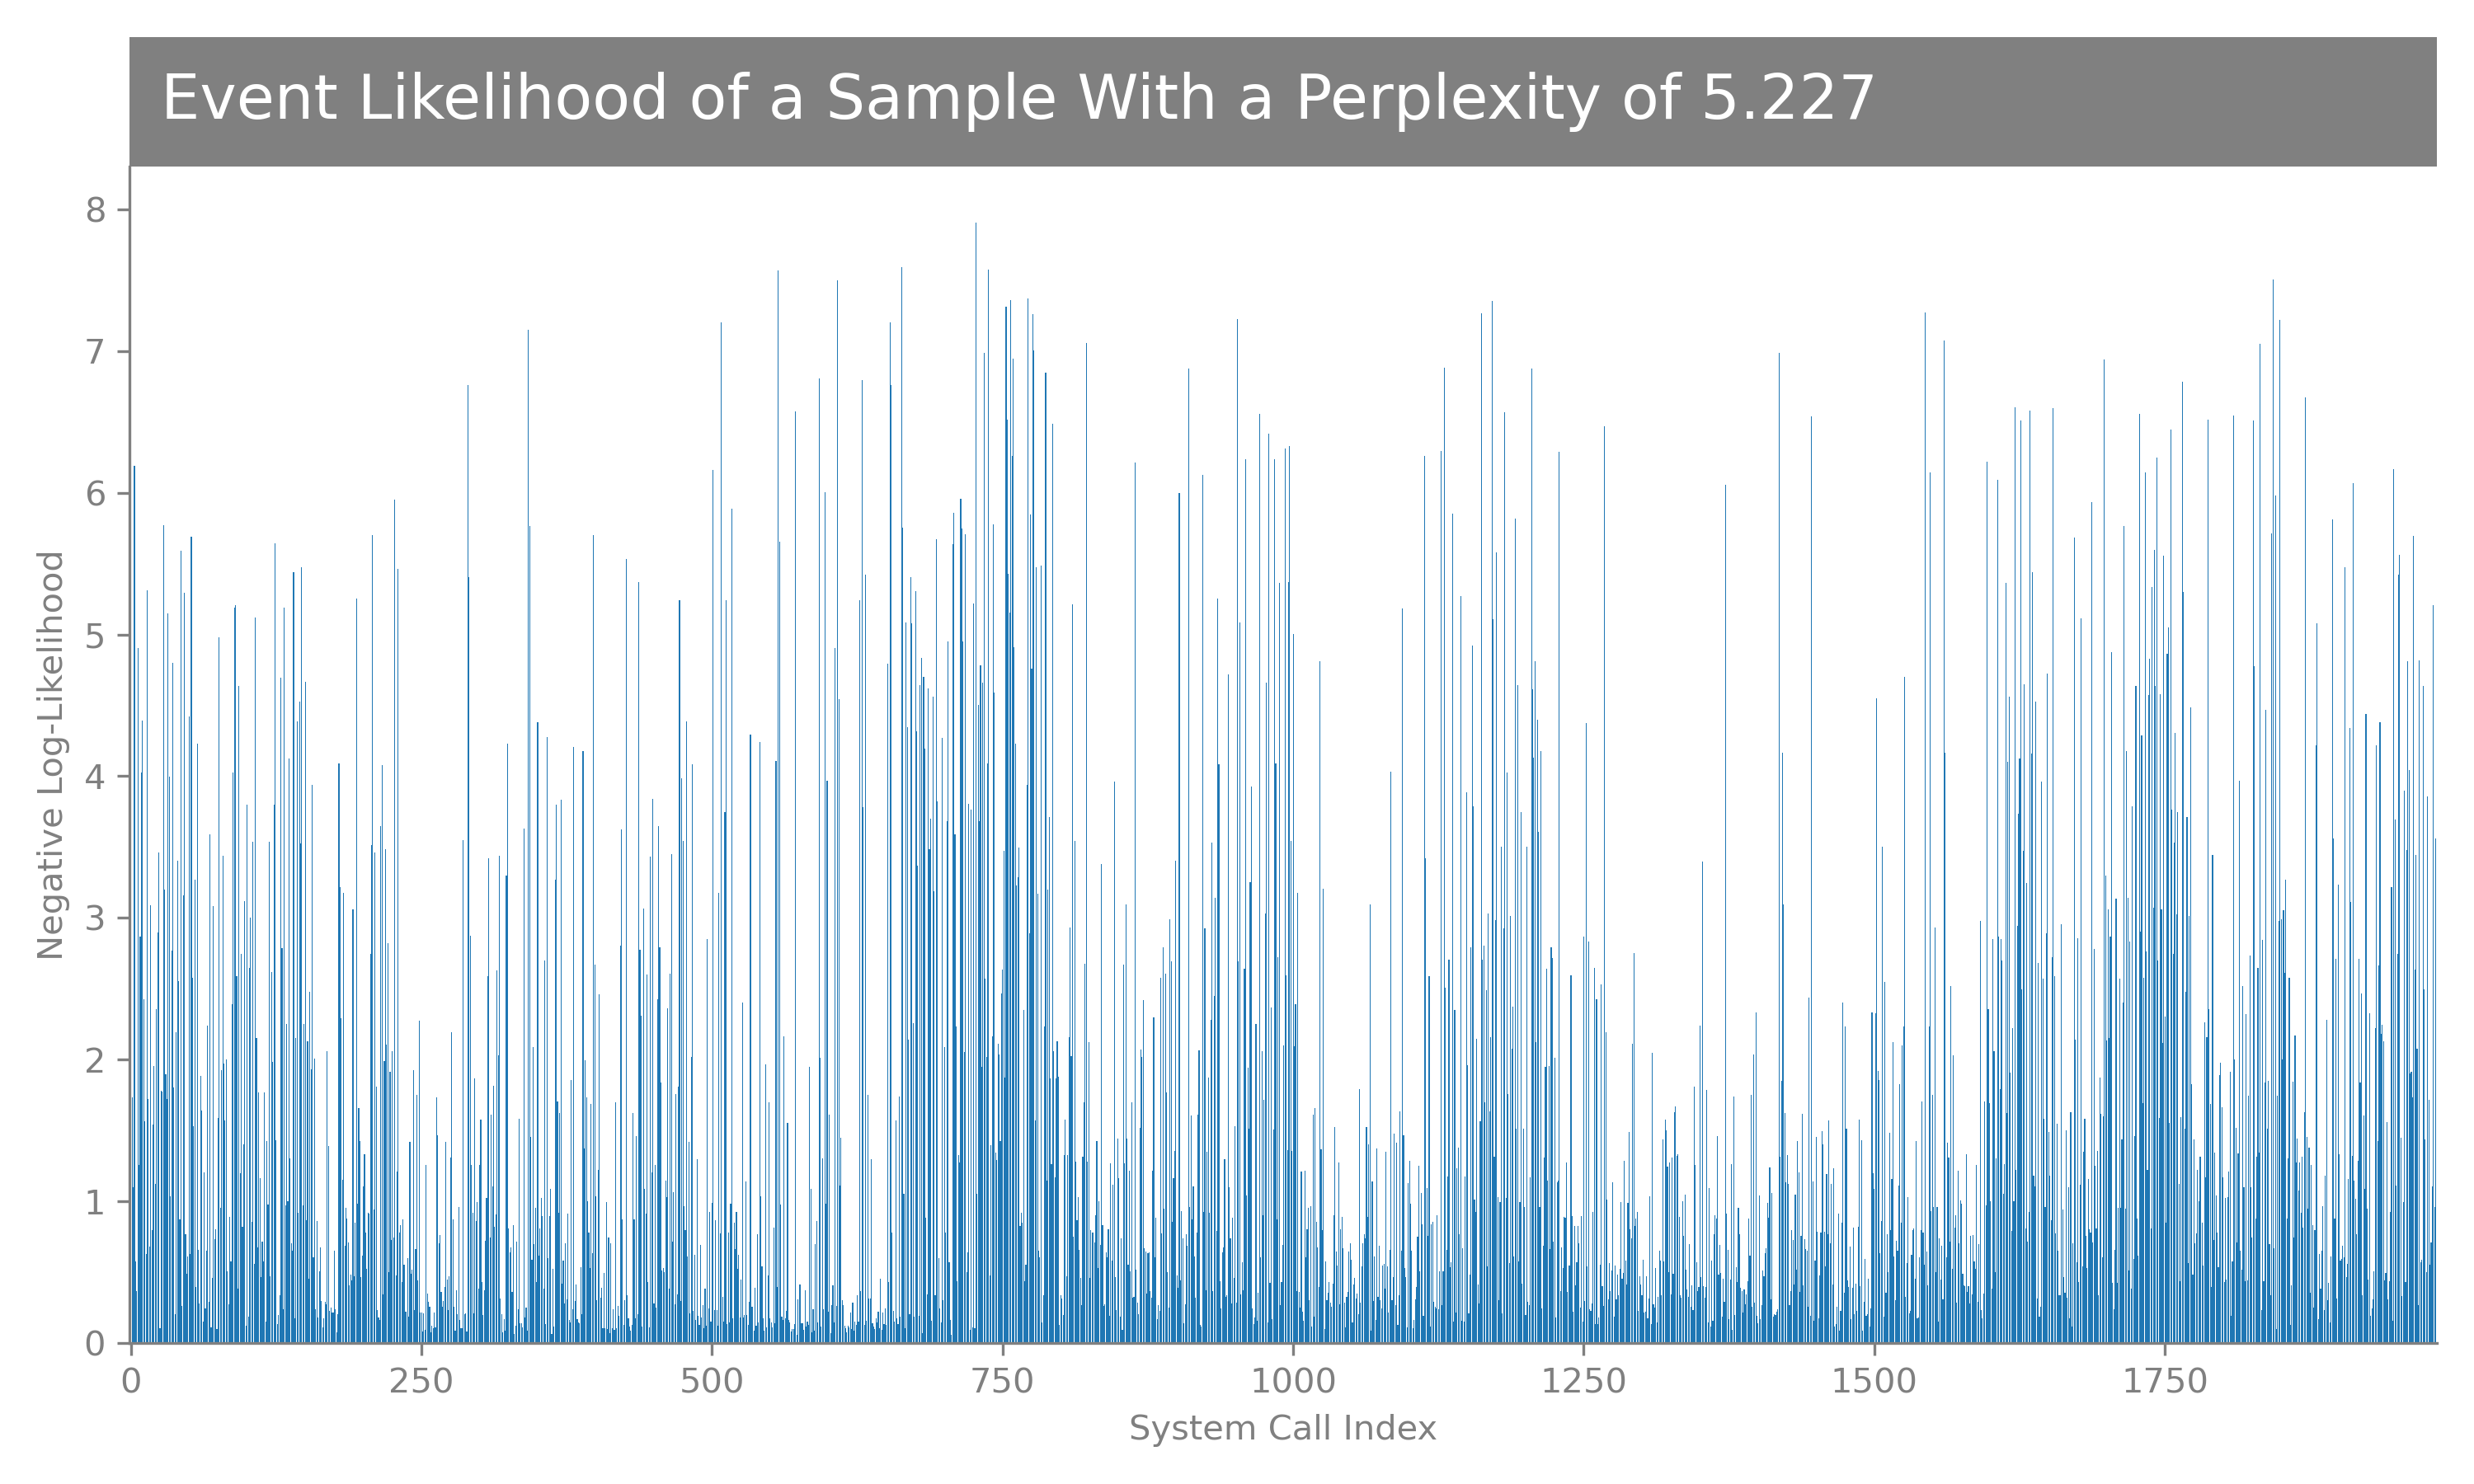 Event Likelihood of a Sample With a Perplexity of 5.227
8
7
6
5
4
3
2
1
0
Negative Log-Likelihood
0 250 500 750 1000 1250 1500 1750
System Call Index